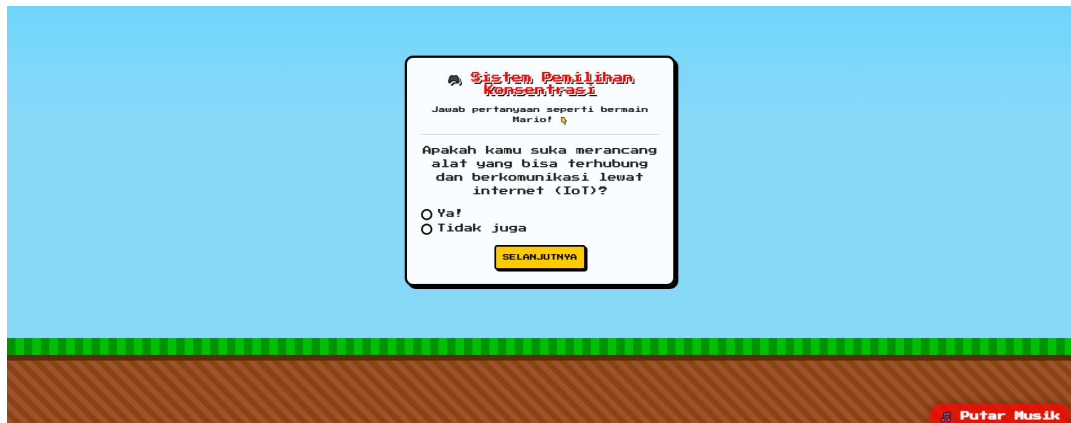 🎮 Sistem Pemilihan
Konsentrasi
Jawab pertanyaan seperti bermain
Mario! 👇
Apakah kamu suka merancang
alat yang bisa terhubung
dan berkomunikasi lewat
internet (IoT)?
Ya!
Tidak juga
SELANJUTNYA
🎵 Putar Musik